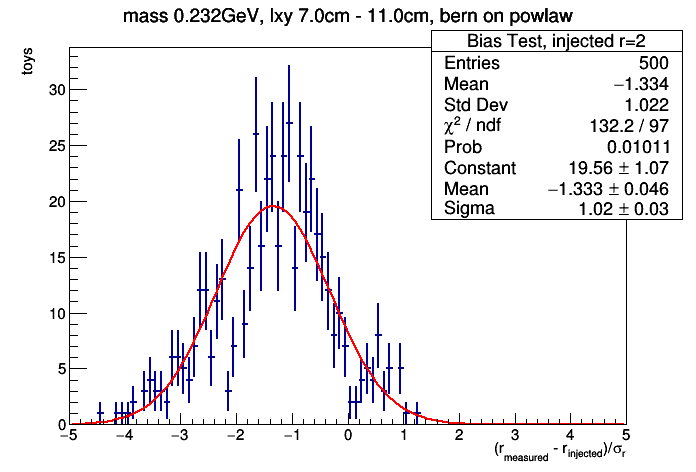 mass 0.232GeV, lxy 7.0cm - 11.0cm, bern on powlaw
Bias Test, injected r=2
Entries 500
Mean −1.334
Std Dev 1.022
χ² / ndf 132.2 / 97
Prob 0.01011
Constant 19.56 ± 1.07
Mean −1.333 ± 0.046
Sigma 1.02 ± 0.03
toys
30
25
20
15
10
5
0
−5 −4 −3 −2 −1 0 1 2 3 4 5
(r_measured - r_injected)/σ_r